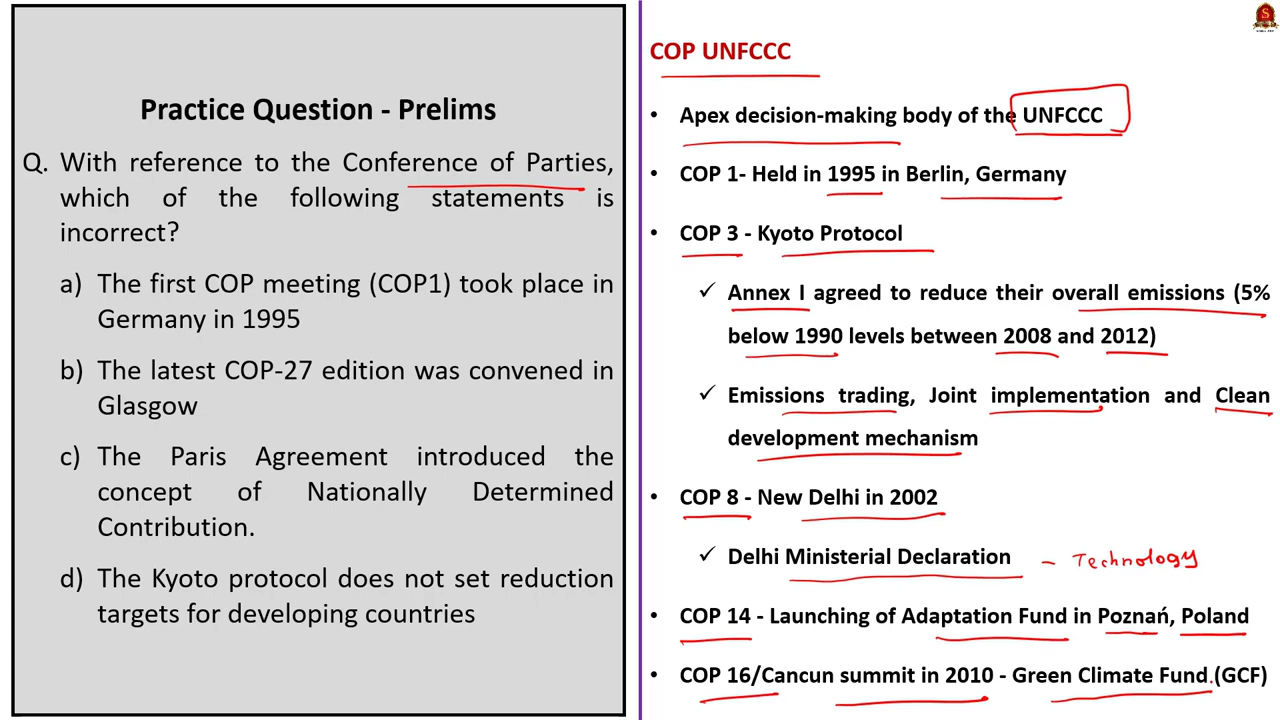 Practice Question - Prelims
Q. With reference to the Conference of Parties,
which of the following statements is
incorrect?
a) The first COP meeting (COP1) took place in
Germany in 1995
b) The latest COP-27 edition was convened in
Glasgow
c) The Paris Agreement introduced the
concept of Nationally Determined
Contribution.
d) The Kyoto protocol does not set reduction
targets for developing countries
COP UNFCCC
• Apex decision-making body of the UNFCCC
• COP 1- Held in 1995 in Berlin, Germany
• COP 3 - Kyoto Protocol
✓ Annex I agreed to reduce their overall emissions (5%
below 1990 levels between 2008 and 2012)
✓ Emissions trading, Joint implementation and Clean
development mechanism
• COP 8 - New Delhi in 2002
✓ Delhi Ministerial Declaration - Technology
• COP 14 - Launching of Adaptation Fund in Poznań, Poland
• COP 16/Cancun summit in 2010 - Green Climate Fund.(GCF)